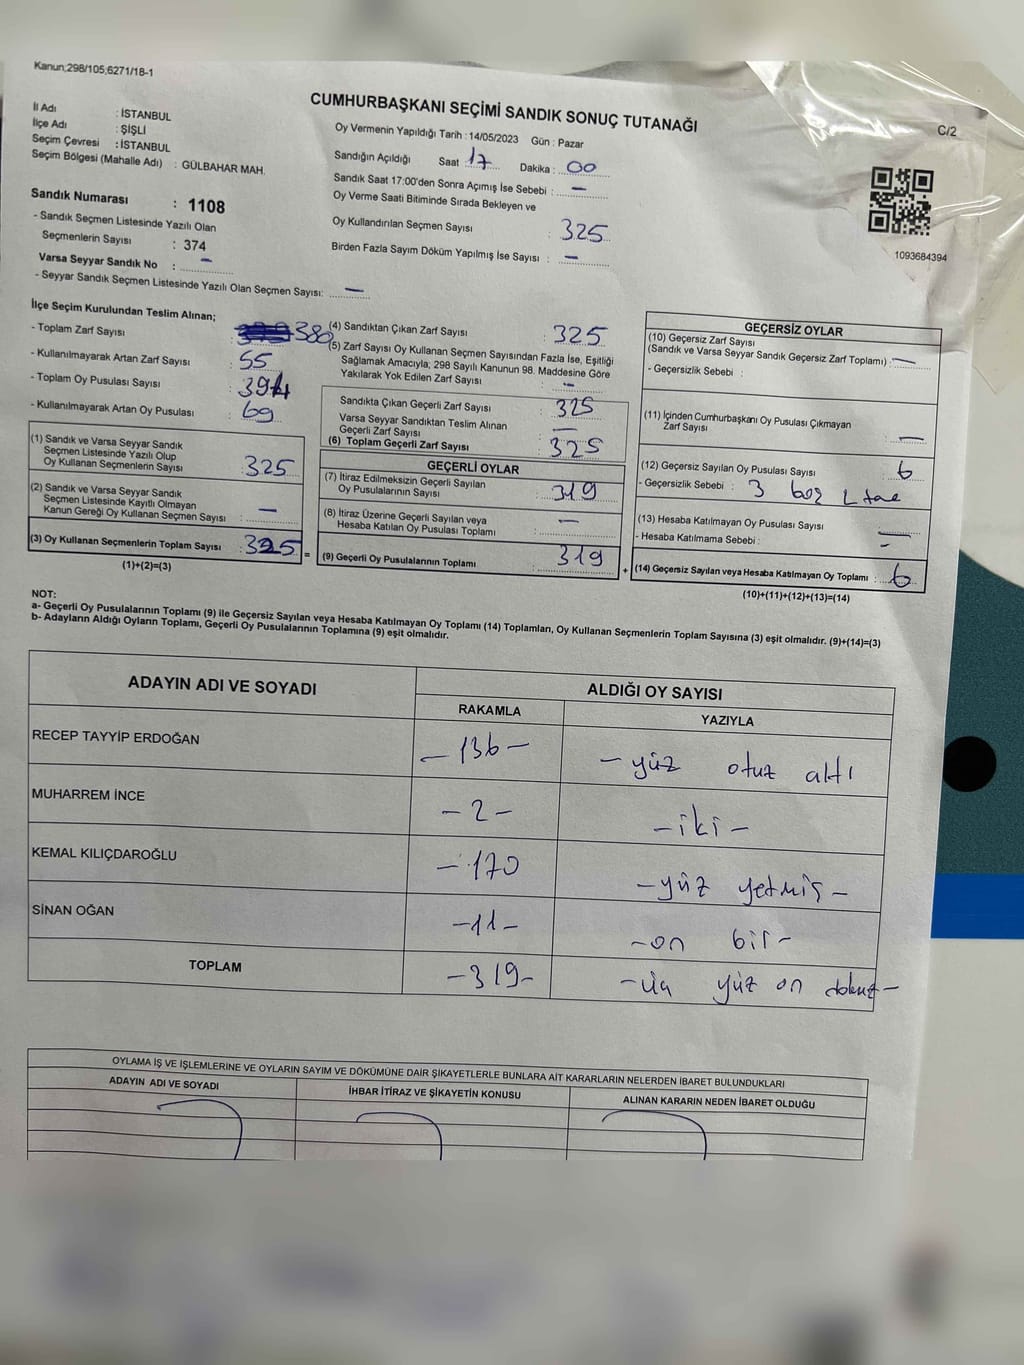 Kanun;298/105;6271/18-1
CUMHURBAŞKANI SEÇİMİ SANDIK SONUÇ TUTANAĞI
C/2
İl Adı : İSTANBUL
İlçe Adı : ŞİŞLİ
Seçim Çevresi : İSTANBUL
Seçim Bölgesi (Mahalle Adı) : GÜLBAHAR MAH.
Sandık Numarası : 1108
- Sandık Seçmen Listesinde Yazılı Olan
Seçmenlerin Sayısı : 374
Varsa Seyyar Sandık No : —
- Seyyar Sandık Seçmen Listesinde Yazılı Olan Seçmen Sayısı: —
Oy Vermenin Yapıldığı Tarih : 14/05/2023 Gün : Pazar
Sandığın Açıldığı Saat 17 Dakika : 00
Sandık Saat 17:00'den Sonra Açımış İse Sebebi : —
Oy Verme Saati Bitiminde Sırada Bekleyen ve
Oy Kullandırılan Seçmen Sayısı : 325
Birden Fazla Sayım Döküm Yapılmış İse Sayısı : —
1093684394
İlçe Seçim Kurulundan Teslim Alınan;
- Toplam Zarf Sayısı : 380
- Kullanılmayarak Artan Zarf Sayısı : 55
- Toplam Oy Pusulası Sayısı : 394
- Kullanılmayarak Artan Oy Pusulası : 69
(1) Sandık ve Varsa Seyyar Sandık
Seçmen Listesinde Yazılı Olup
Oy Kullanan Seçmenlerin Sayısı : 325
(2) Sandık ve Varsa Seyyar Sandık
Seçmen Listesinde Kayıtlı Olmayan
Kanun Gereği Oy Kullanan Seçmen Sayısı : —
(3) Oy Kullanan Seçmenlerin Toplam Sayısı : 325 =
(1)+(2)=(3)
(4) Sandıktan Çıkan Zarf Sayısı : 325
(5) Zarf Sayısı Oy Kullanan Seçmen Sayısından Fazla İse, Eşitliği
Sağlamak Amacıyla; 298 Sayılı Kanunun 98. Maddesine Göre
Yakılarak Yok Edilen Zarf Sayısı : —
Sandıkta Çıkan Geçerli Zarf Sayısı : 325
Varsa Seyyar Sandıktan Teslim Alınan
Geçerli Zarf Sayısı : —
(6) Toplam Geçerli Zarf Sayısı : 325
GEÇERLİ OYLAR
(7) İtiraz Edilmeksizin Geçerli Sayılan
Oy Pusulalarının Sayısı : 319
(8) İtiraz Üzerine Geçerli Sayılan veya
Hesaba Katılan Oy Pusulası Toplamı : —
(9) Geçerli Oy Pusulalarının Toplamı : 319 +
GEÇERSİZ OYLAR
(10) Geçersiz Zarf Sayısı
(Sandık ve Varsa Seyyar Sandık Geçersiz Zarf Toplamı) : —
- Geçersizlik Sebebi :
(11) İçinden Cumhurbaşkanı Oy Pusulası Çıkmayan
Zarf Sayısı : —
(12) Geçersiz Sayılan Oy Pusulası Sayısı : 6
- Geçersizlik Sebebi : 3 boş
(13) Hesaba Katılmayan Oy Pusulası Sayısı : —
- Hesaba Katılmama Sebebi : —
(14) Geçersiz Sayılan veya Hesaba Katılmayan Oy Toplamı : 6
(10)+(11)+(12)+(13)=(14)
NOT:
a- Geçerli Oy Pusulalarının Toplamı (9) ile Geçersiz Sayılan veya Hesaba Katılmayan Oy Toplamı (14) Toplamları, Oy Kullanan Seçmenlerin Toplam Sayısına (3) eşit olmalıdır. (9)+(14)=(3)
b- Adayların Aldığı Oyların Toplamı, Geçerli Oy Pusulalarının Toplamına (9) eşit olmalıdır.
ADAYIN ADI VE SOYADI ALDIĞI OY SAYISI
RAKAMLA YAZIYLA
RECEP TAYYİP ERDOĞAN —136— — yüz otuz altı
MUHARREM İNCE —2— —iki—
KEMAL KILIÇDAROĞLU —170 —yüz yetmiş—
SİNAN OĞAN —11— —on bir—
TOPLAM —319— —üç yüz on dokuz—
OYLAMA İŞ VE İŞLEMLERİNE VE OYLARIN SAYIM VE DÖKÜMÜNE DAİR ŞİKAYETLERLE BUNLARA AİT KARARLARIN NELERDEN İBARET BULUNDUKLARI
ADAYIN ADI VE SOYADI İHBAR İTİRAZ VE ŞİKAYETİN KONUSU ALINAN KARARIN NEDEN İBARET OLDUĞU